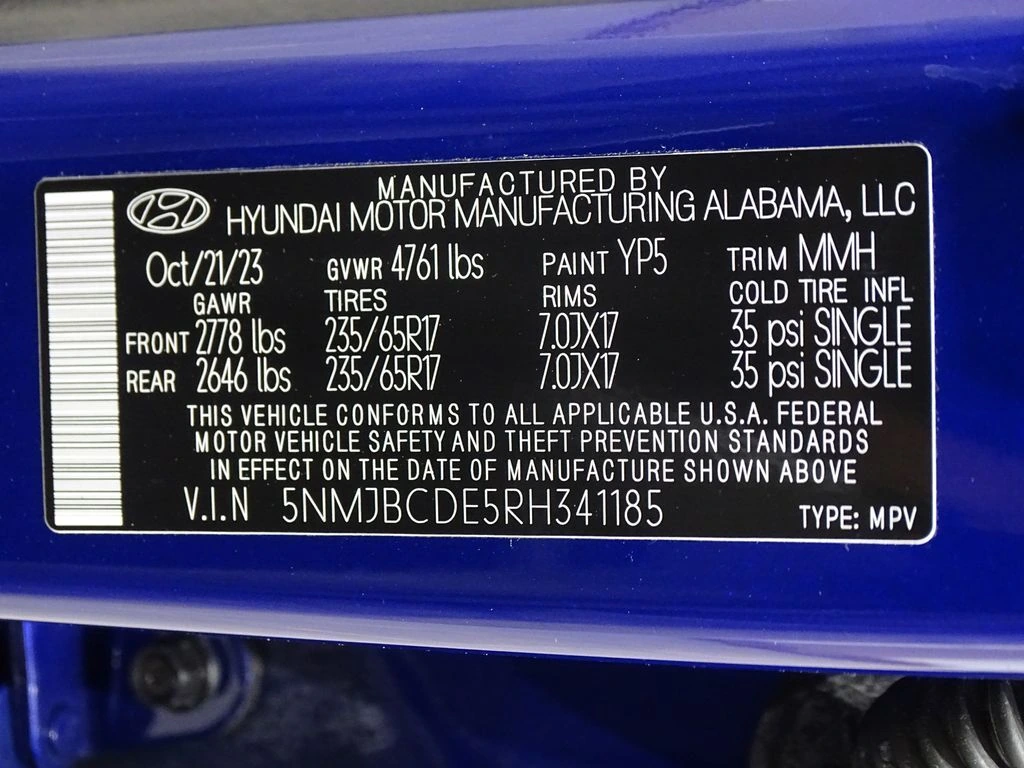 MANUFACTURED BY
HYUNDAI MOTOR MANUFACTURING ALABAMA, LLC
Oct/21/23 GVWR 4761 lbs PAINT YP5 TRIM MMH
GAWR TIRES RIMS COLD TIRE INFL
FRONT 2778 lbs 235/65R17 7.0JX17 35 psi SINGLE
REAR 2646 lbs 235/65R17 7.0JX17 35 psi SINGLE
THIS VEHICLE CONFORMS TO ALL APPLICABLE U.S.A. FEDERAL
MOTOR VEHICLE SAFETY AND THEFT PREVENTION STANDARDS
IN EFFECT ON THE DATE OF MANUFACTURE SHOWN ABOVE
V.I.N 5NMJBCDE5RH341185 TYPE: MPV